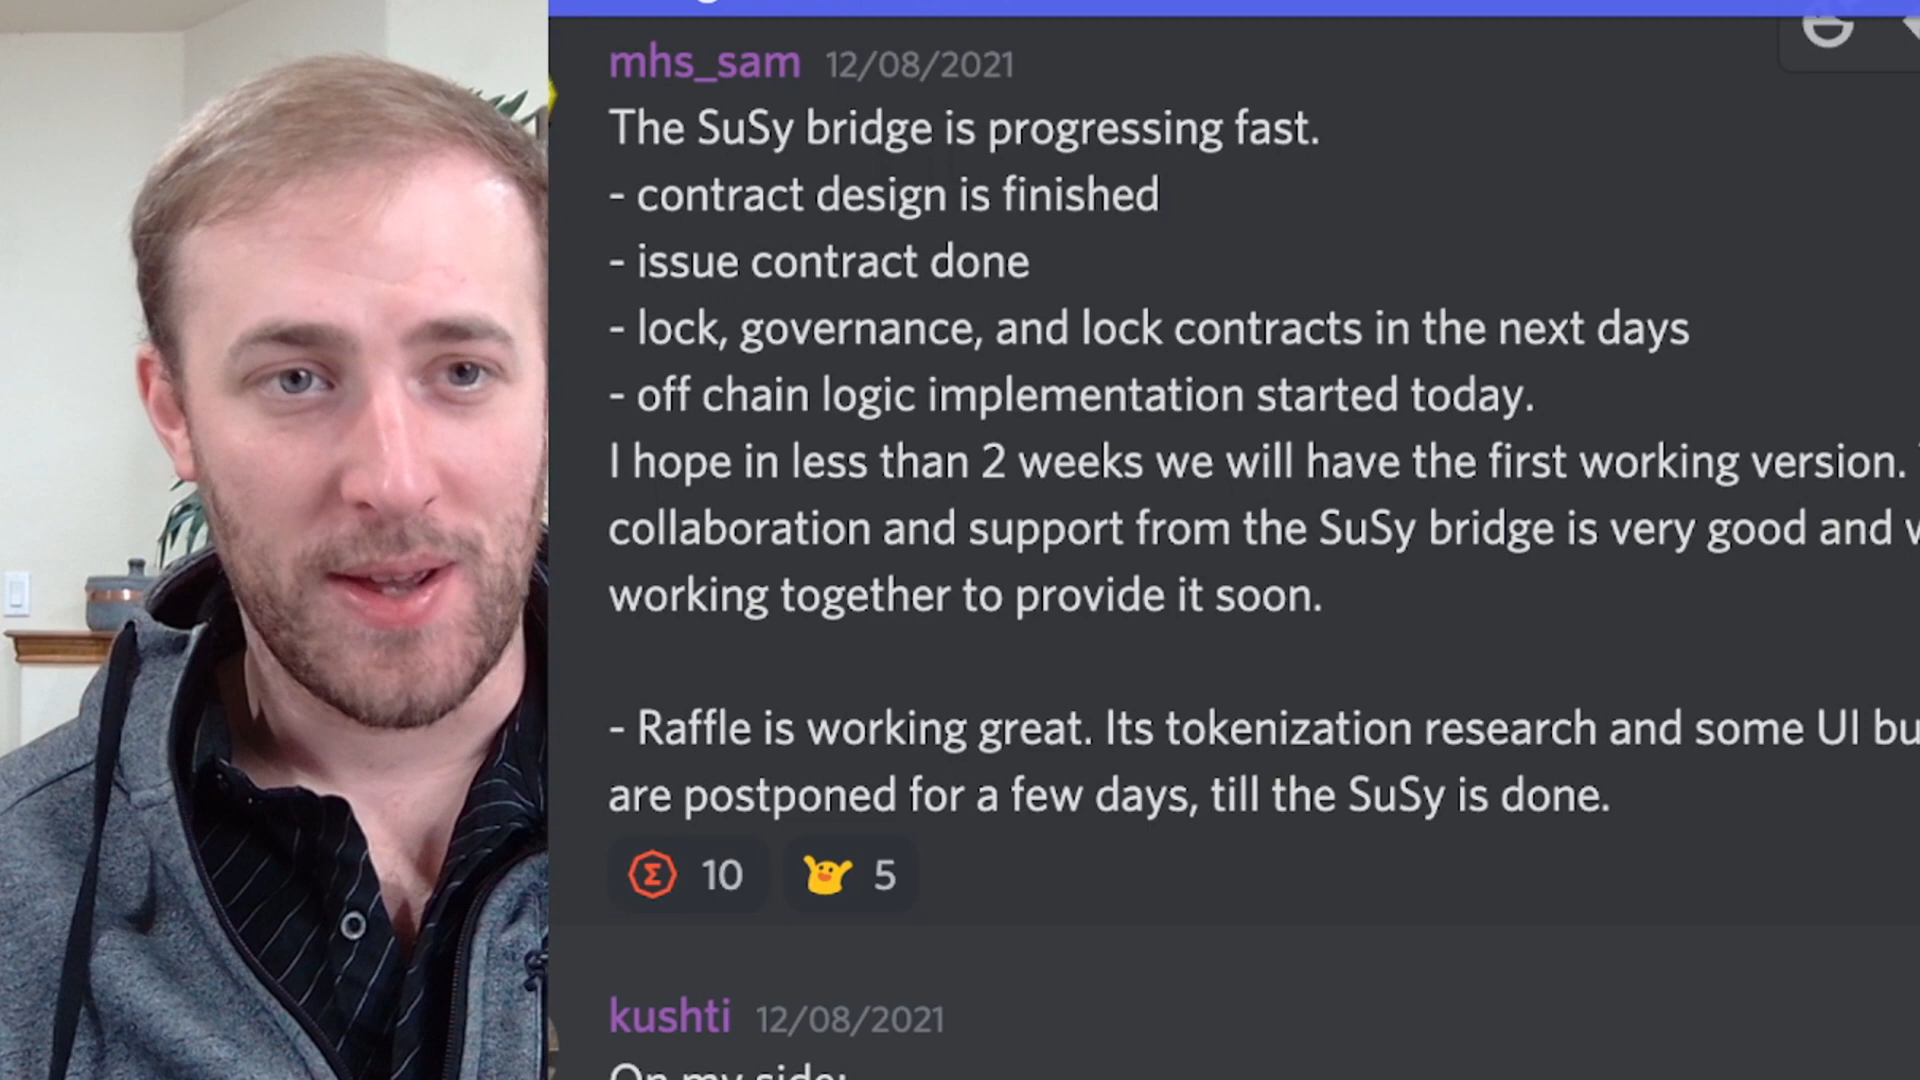 mhs_sam 12/08/2021
The SuSy bridge is progressing fast.
- contract design is finished
- issue contract done
- lock, governance, and lock contracts in the next days
- off chain logic implementation started today.
I hope in less than 2 weeks we will have the first working version.
collaboration and support from the SuSy bridge is very good and
working together to provide it soon.
- Raffle is working great. Its tokenization research and some UI bu
are postponed for a few days, till the SuSy is done.
Σ 10 5
kushti 12/08/2021
On my side: